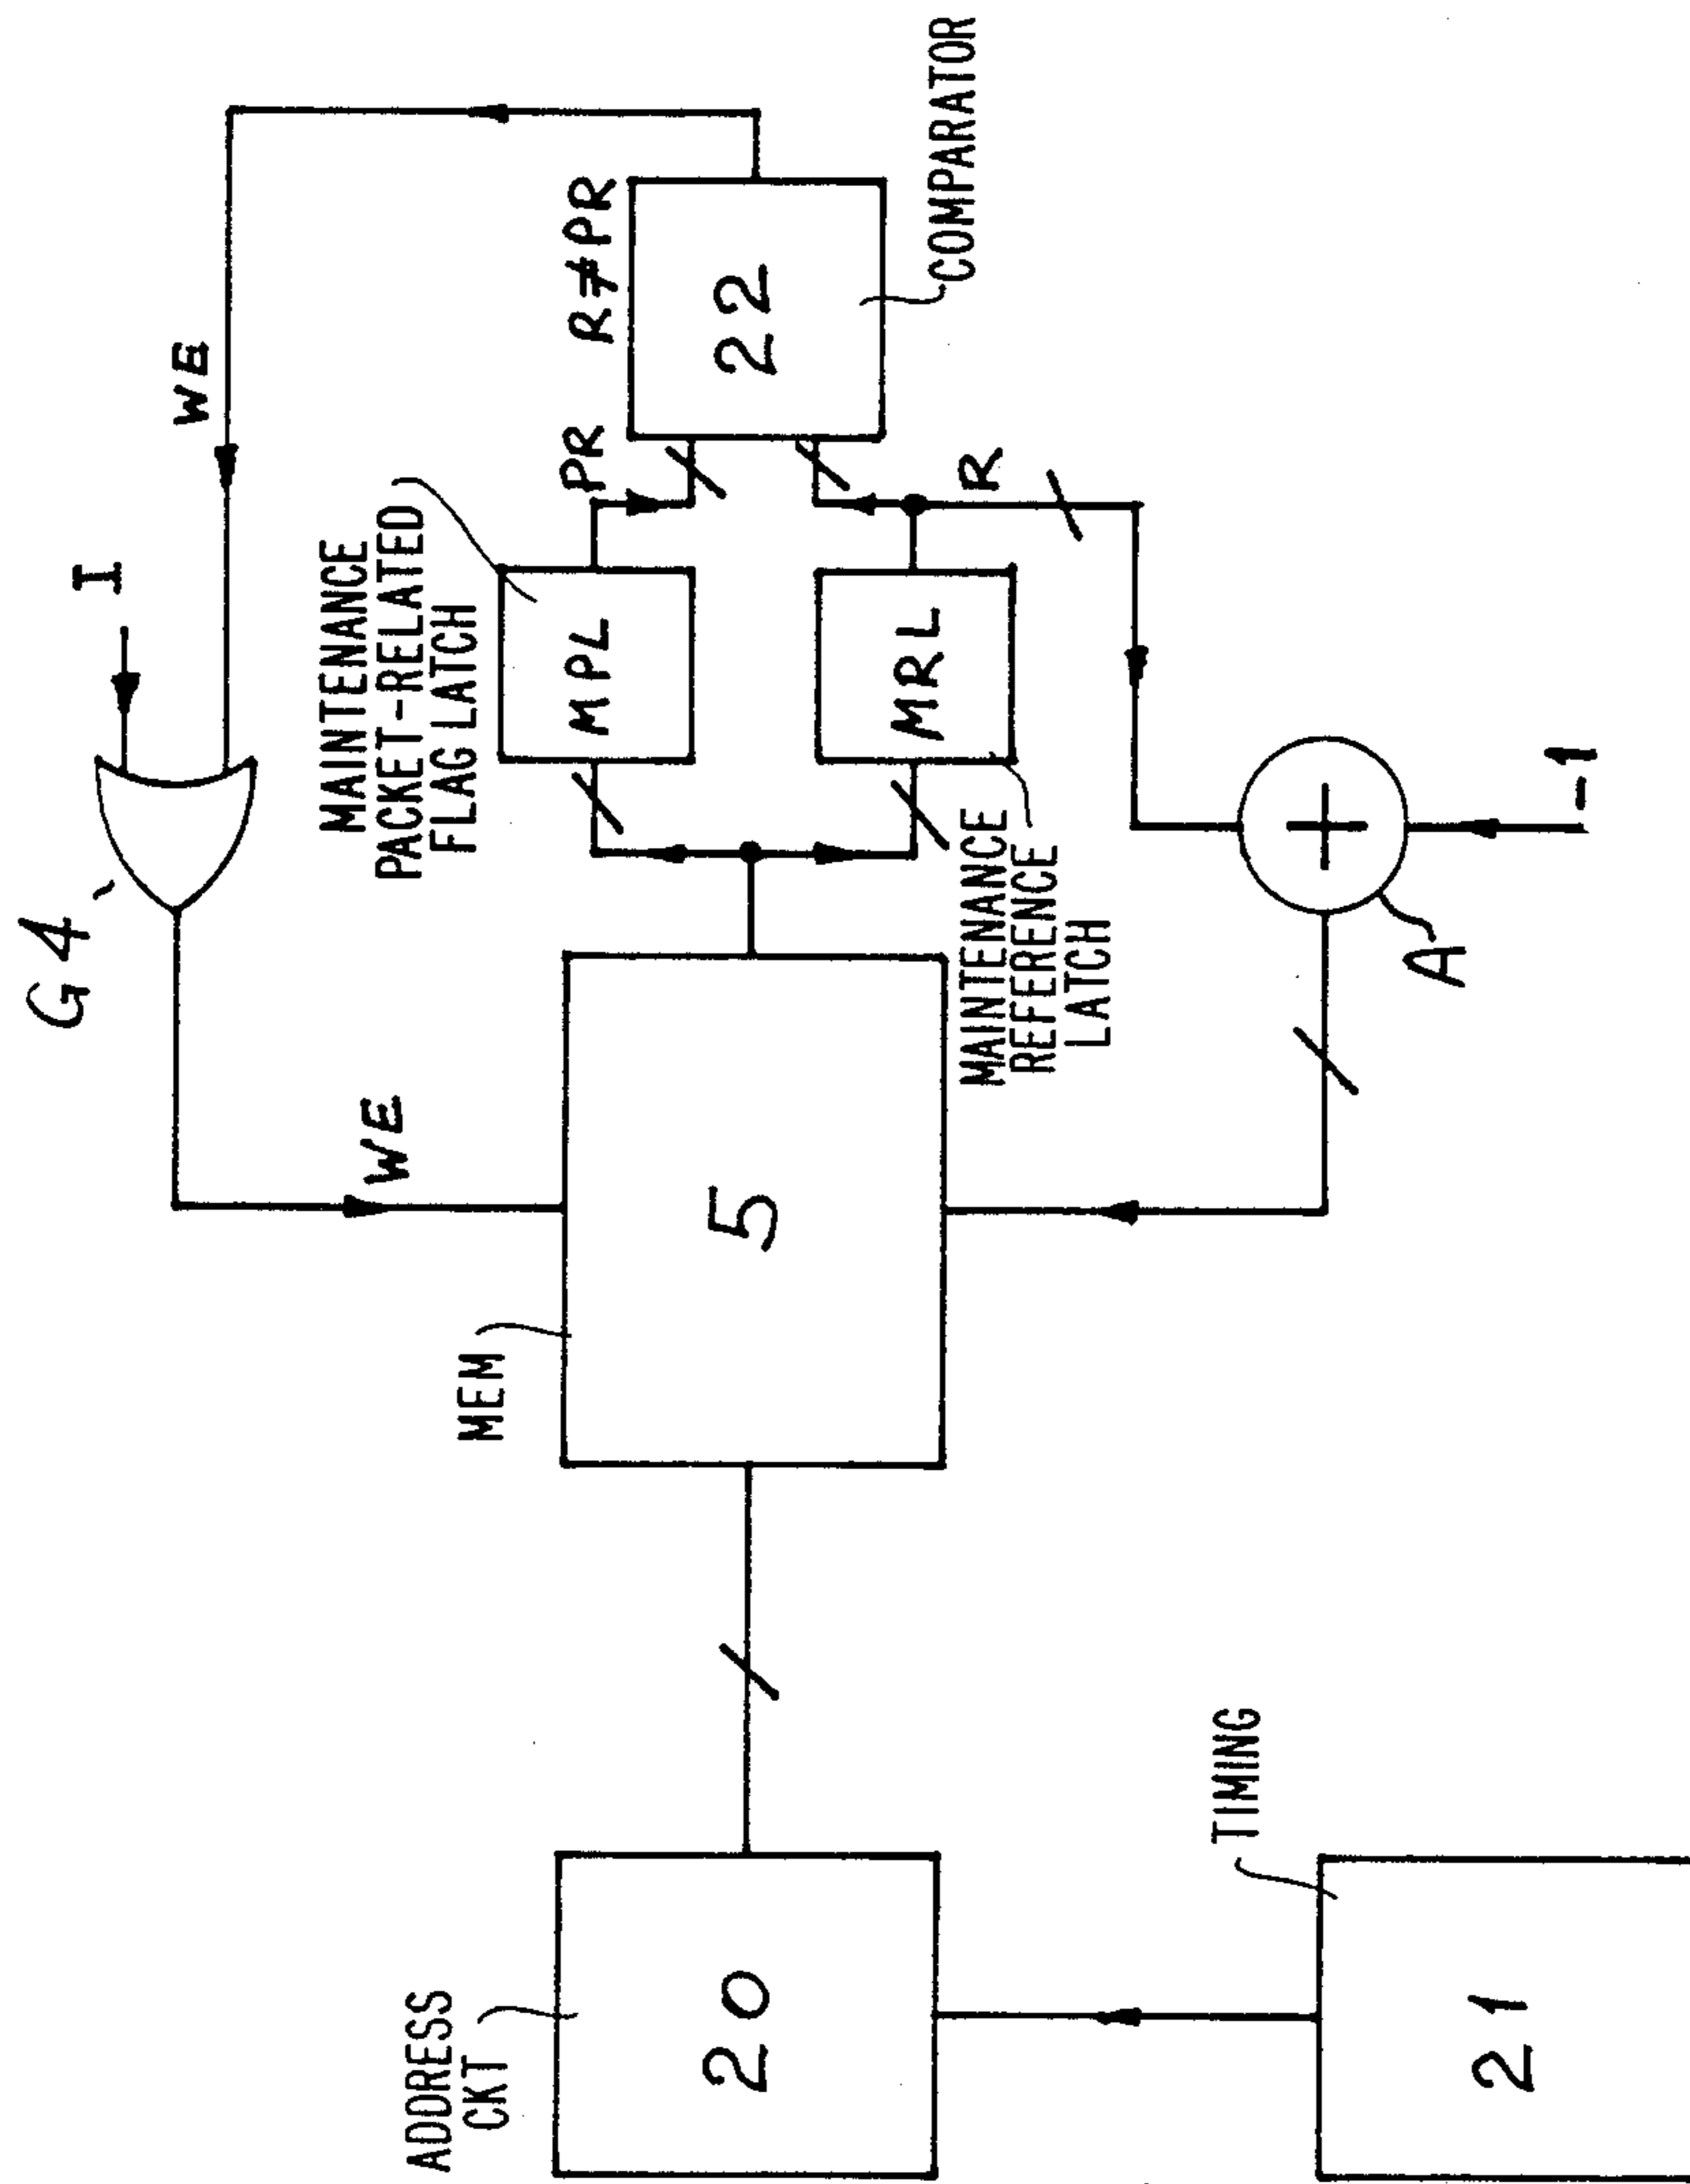 G4
I
WE
WE
MAINTENANCE
PACKET-RELATED
FLAG LATCH
PR
R≠PR
MPL
22
COMPARATOR
MEM
5
MRL
R
MAINTENANCE
REFERENCE
LATCH
A
+
-1
ADDRESS
CKT
20
TIMING
21